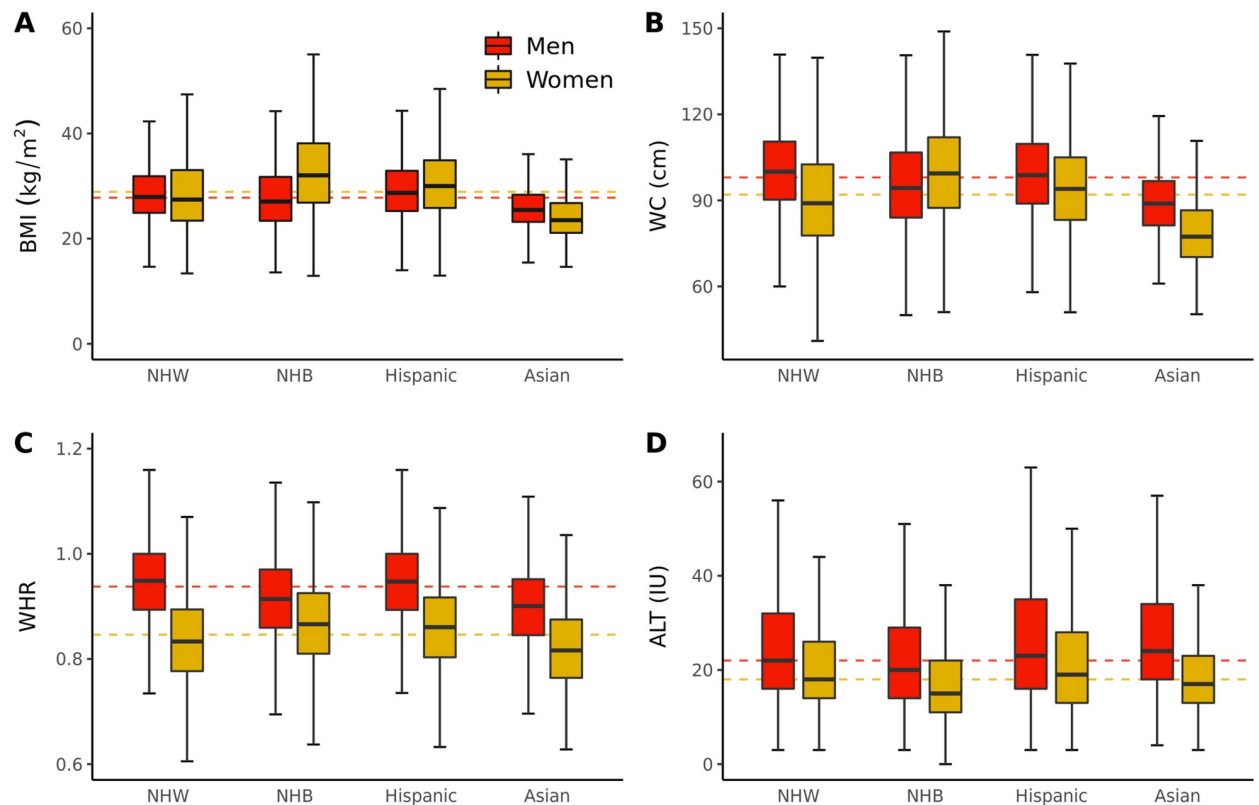 A
BMI (kg/m²)
60
40
20
0
Men
Women
NHW NHB Hispanic Asian
B
WC (cm)
150
120
90
60
NHW NHB Hispanic Asian
C
WHR
1.2
1.0
0.8
0.6
NHW NHB Hispanic Asian
D
ALT (IU)
60
40
20
0
NHW NHB Hispanic Asian